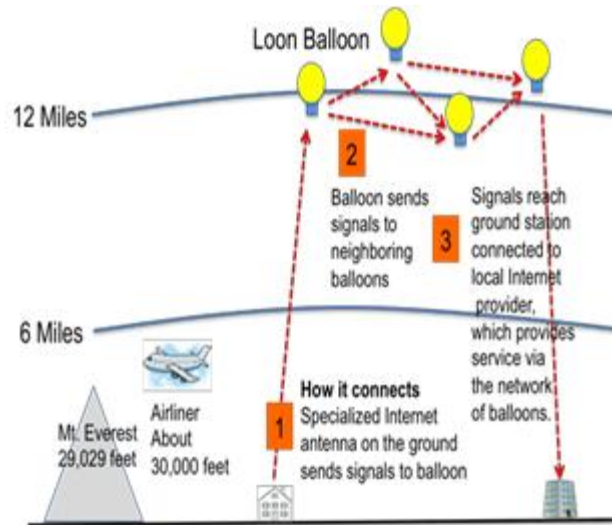 Loon Balloon
12 Miles
2
Balloon sends
signals to
neighboring
balloons
3
Signals reach
ground station
connected to
local Internet
provider,
which provides
service via
the network
of balloons.
6 Miles
Mt. Everest
29,029 feet
Airliner
About
30,000 feet
1
How it connects
Specialized Internet
antenna on the ground
sends signals to balloon